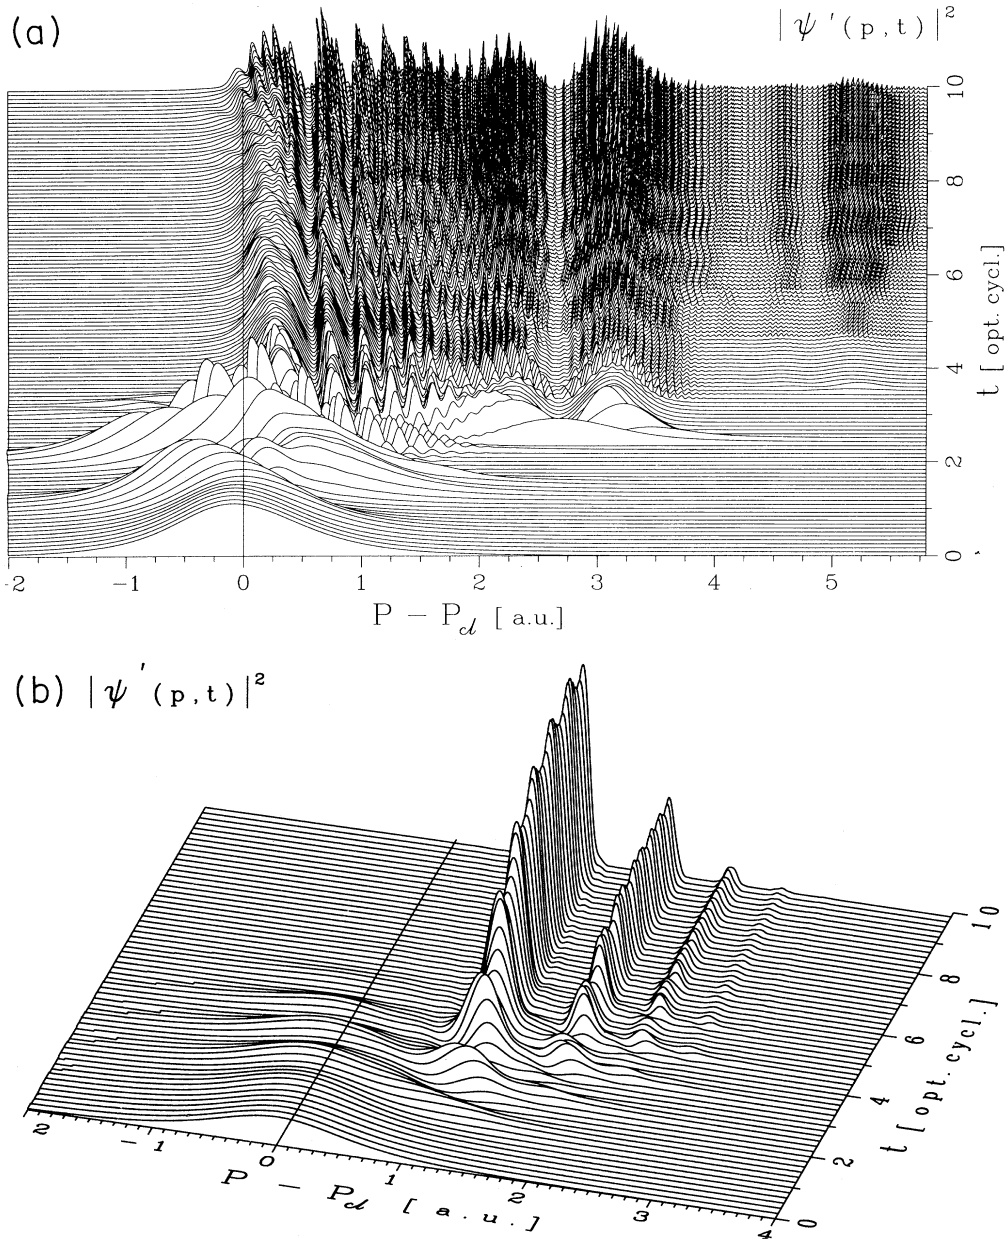 (a)
|ψ'(p,t)|²
10
8
6
4
2
0
t [opt. cycl.]
-2 -1 0 1 2 3 4 5
P - P_cl [a.u.]
(b) |ψ'(p,t)|²
10
8
6
4
2
0
t [opt. cycl.]
2 -1 0 1 2 3 4
P - P_cl [a.u.]